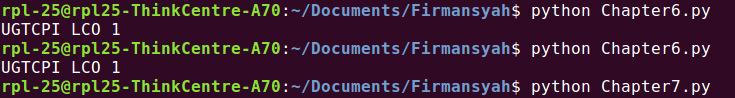 rpl-25@rpl25-ThinkCentre-A70:~/Documents/Firmansyah$ python Chapter6.py
UGTCPI LCO 1
rpl-25@rpl25-ThinkCentre-A70:~/Documents/Firmansyah$ python Chapter6.py
UGTCPI LCO 1
rpl-25@rpl25-ThinkCentre-A70:~/Documents/Firmansyah$ python Chapter7.py